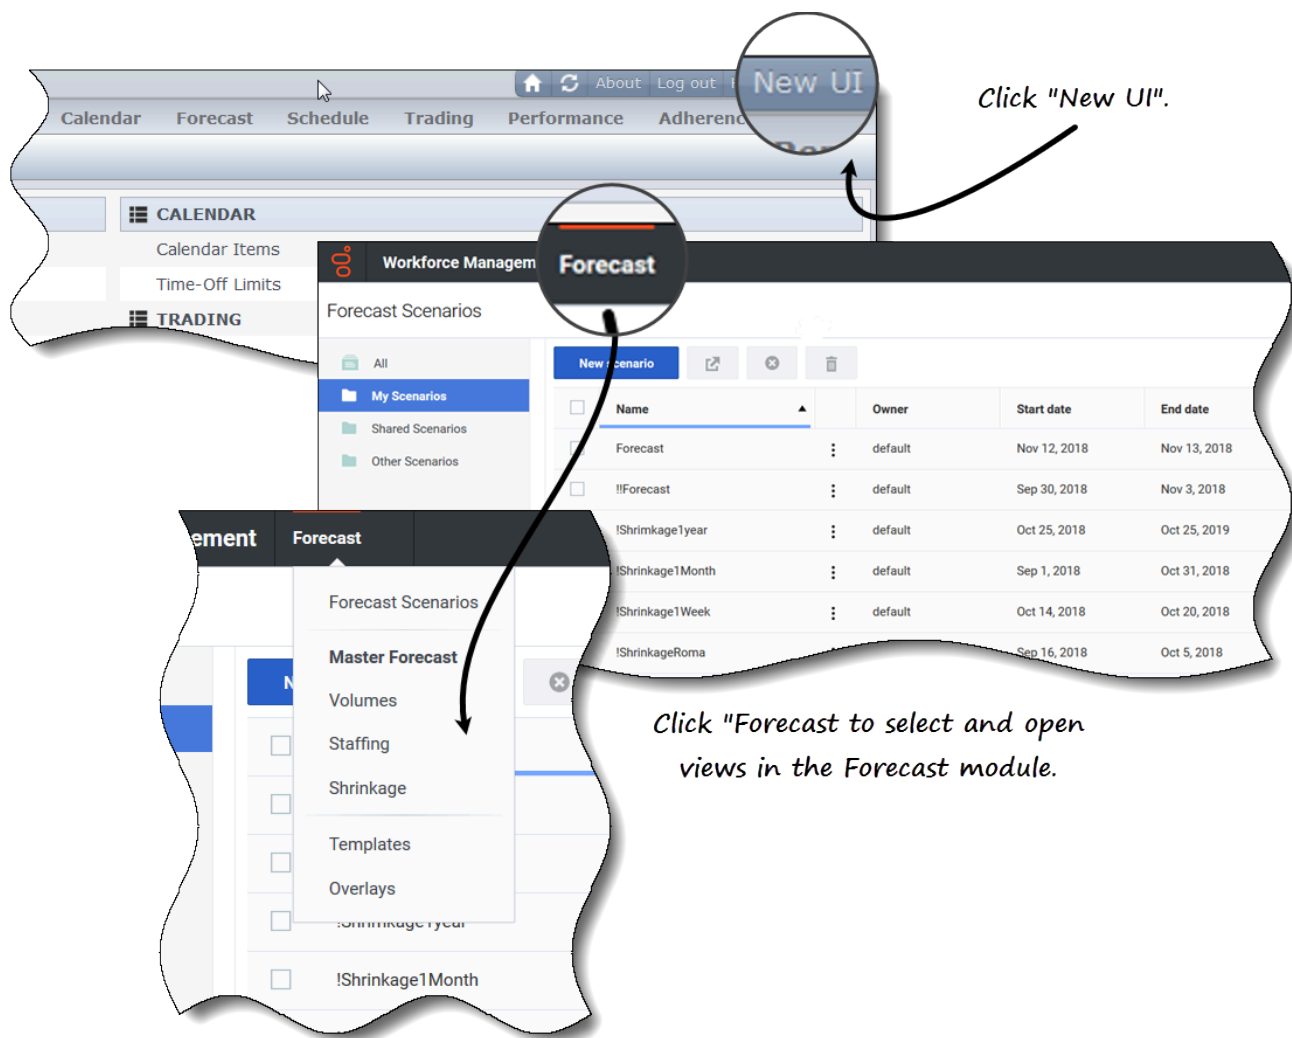 About Log out New UI
Click "New UI".
Calendar Forecast Schedule Trading Performance Adherenc
CALENDAR
Calendar Items
Time-Off Limits
TRADING
Workforce Managem Forecast
Forecast Scenarios
All
My Scenarios
Shared Scenarios
Other Scenarios
New scenario
Name Owner Start date End date
Forecast default Nov 12, 2018 Nov 13, 2018
!!Forecast default Sep 30, 2018 Nov 3, 2018
!Shrimkage1year default Oct 25, 2018 Oct 25, 2019
!Shrinkage1Month default Sep 1, 2018 Oct 31, 2018
!Shrinkage1Week default Oct 14, 2018 Oct 20, 2018
!ShrinkageRoma Sep 16, 2018 Oct 5, 2018
ement Forecast
Forecast Scenarios
Master Forecast
Volumes
Staffing
Shrinkage
Templates
Overlays
!Shrimkage1year
!Shrinkage1Month
Click "Forecast to select and open
views in the Forecast module.